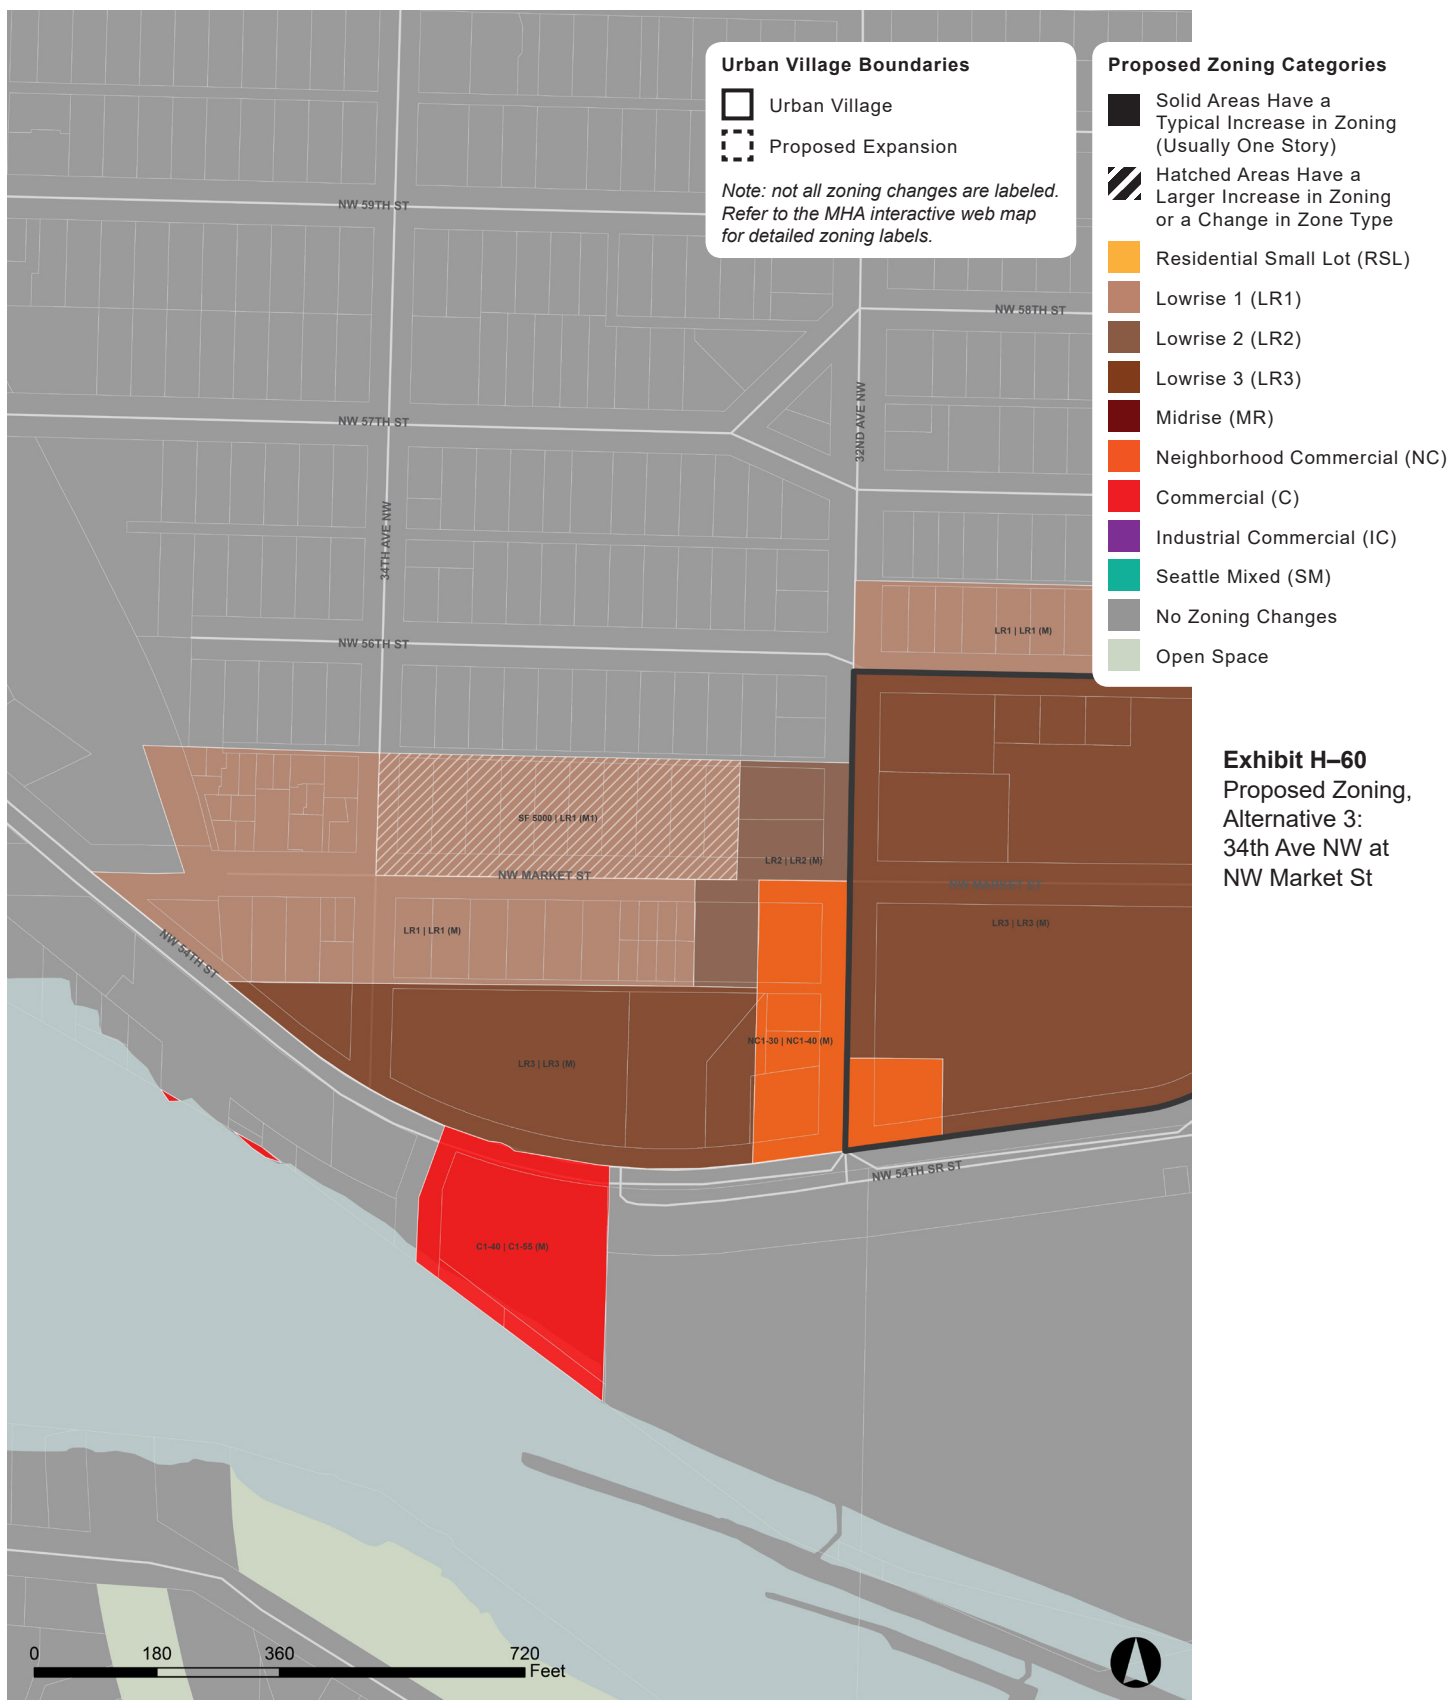 Urban Village Boundaries
Urban Village
Proposed Expansion
Note: not all zoning changes are labeled.
Refer to the MHA interactive web map
for detailed zoning labels.
Proposed Zoning Categories
Solid Areas Have a
Typical Increase in Zoning
(Usually One Story)
Hatched Areas Have a
Larger Increase in Zoning
or a Change in Zone Type
Residential Small Lot (RSL)
Lowrise 1 (LR1)
Lowrise 2 (LR2)
Lowrise 3 (LR3)
Midrise (MR)
Neighborhood Commercial (NC)
Commercial (C)
Industrial Commercial (IC)
Seattle Mixed (SM)
No Zoning Changes
Open Space
Exhibit H–60
Proposed Zoning,
Alternative 3:
34th Ave NW at
NW Market St
NW 59TH ST
NW 58TH ST
NW 57TH ST
32ND AVE NW
34TH AVE NW
NW 56TH ST
LR1 | LR1 (M)
SF 5000 | LR1 (M1)
LR2 | LR2 (M)
NW MARKET ST
NW MARKET ST
LR1 | LR1 (M)
LR3 | LR3 (M)
NW 54TH ST
NC1-30 | NC1-40 (M)
LR3 | LR3 (M)
NW 54TH SR ST
C1-40 | C1-55 (M)
0 180 360 720
Feet